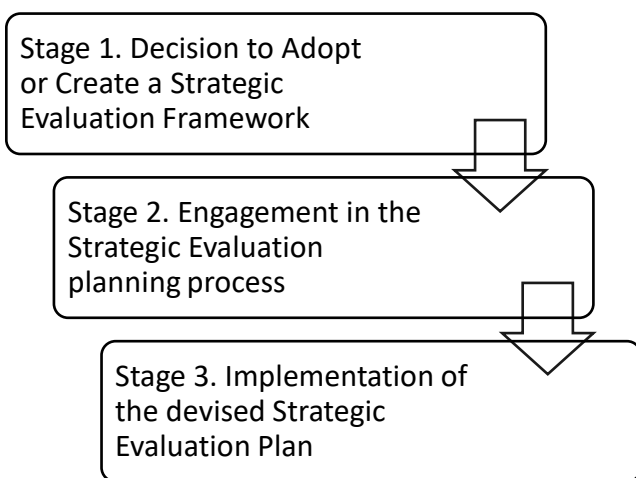 Stage 1. Decision to Adopt
or Create a Strategic
Evaluation Framework
Stage 2. Engagement in the
Strategic Evaluation
planning process
Stage 3. Implementation of
the devised Strategic
Evaluation Plan